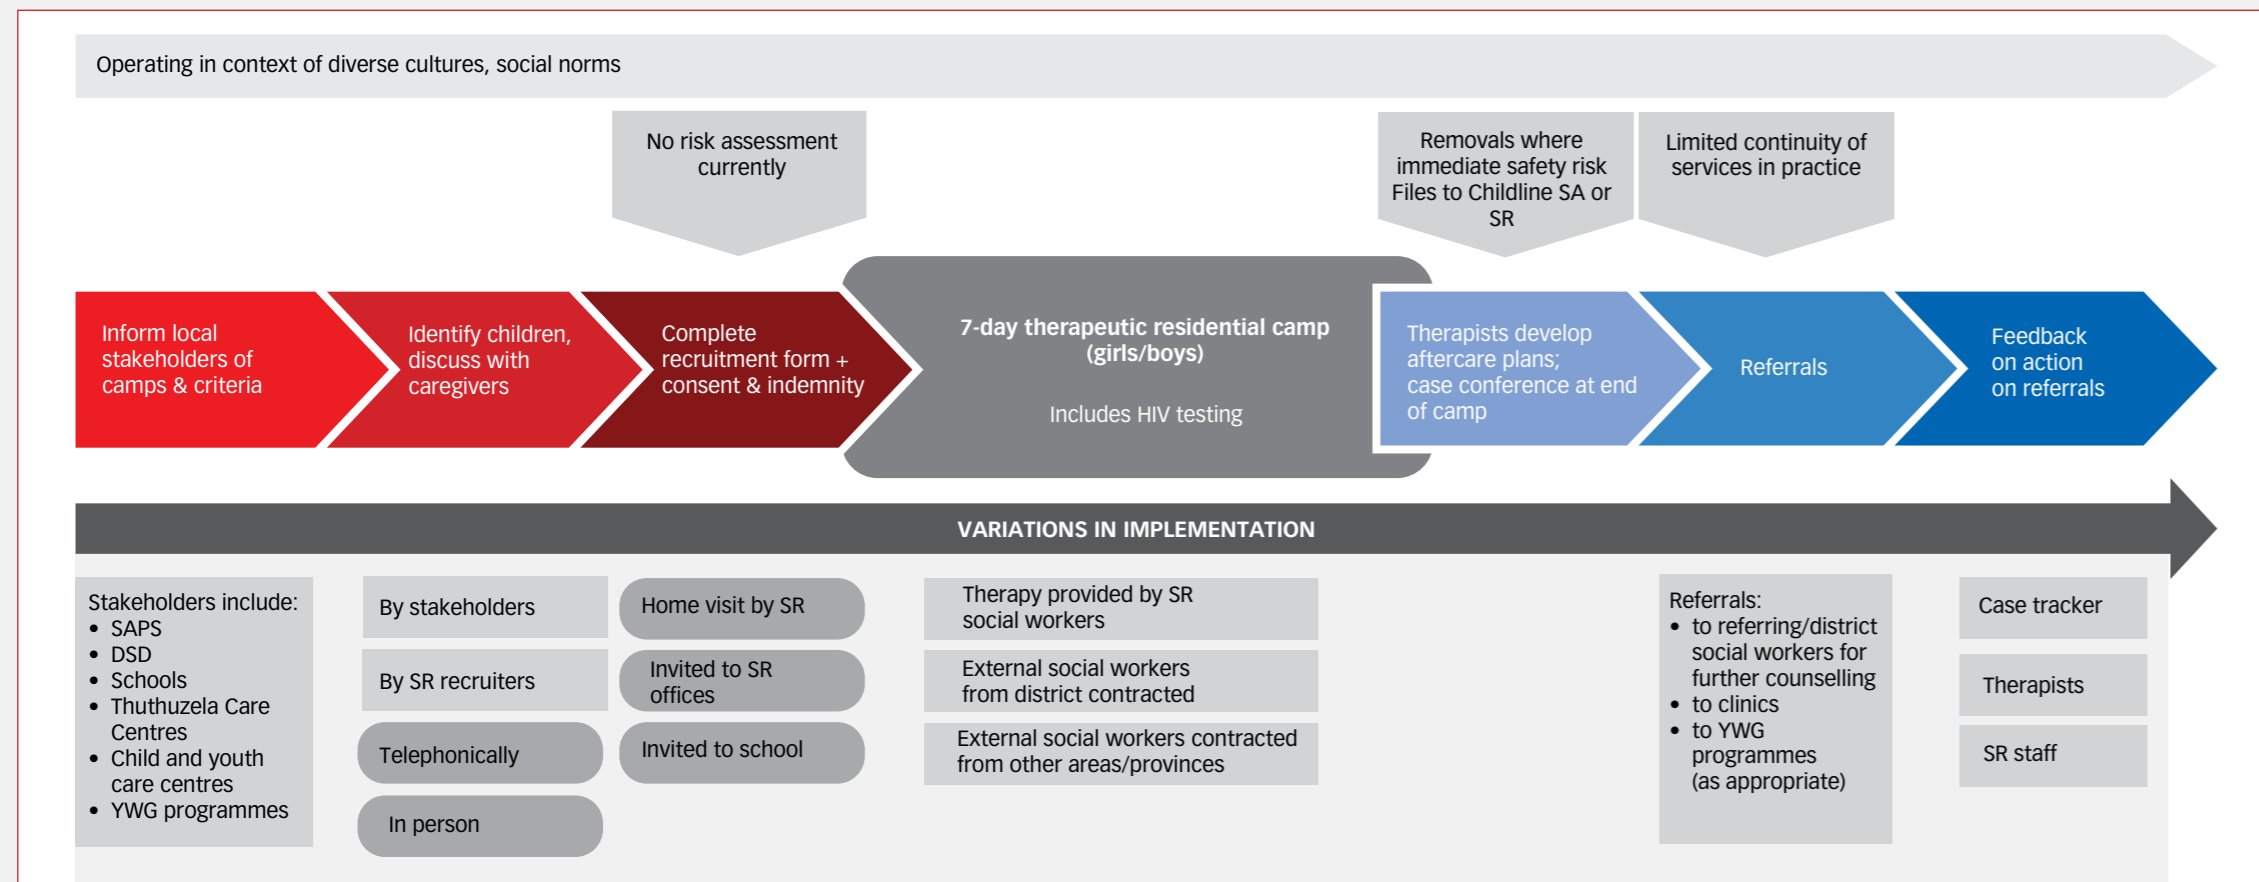 Operating in context of diverse cultures, social norms
No risk assessment
currently
Removals where
immediate safety risk
Files to Childline SA or
SR
Limited continuity of
services in practice
Inform local
stakeholders of
camps & criteria
Identify children,
discuss with
caregivers
Complete
recruitment form +
consent & indemnity
7-day therapeutic residential camp
(girls/boys)
Includes HIV testing
Therapists develop
aftercare plans;
case conference at end
of camp
Referrals
Feedback
on action
on referrals
VARIATIONS IN IMPLEMENTATION
Stakeholders include:
• SAPS
• DSD
• Schools
• Thuthuzela Care
Centres
• Child and youth
care centres
• YWG programmes
By stakeholders
By SR recruiters
Telephonically
In person
Home visit by SR
Invited to SR
offices
Invited to school
Therapy provided by SR
social workers
External social workers
from district contracted
External social workers contracted
from other areas/provinces
Referrals:
• to referring/district
social workers for
further counselling
• to clinics
• to YWG
programmes
(as appropriate)
Case tracker
Therapists
SR staff